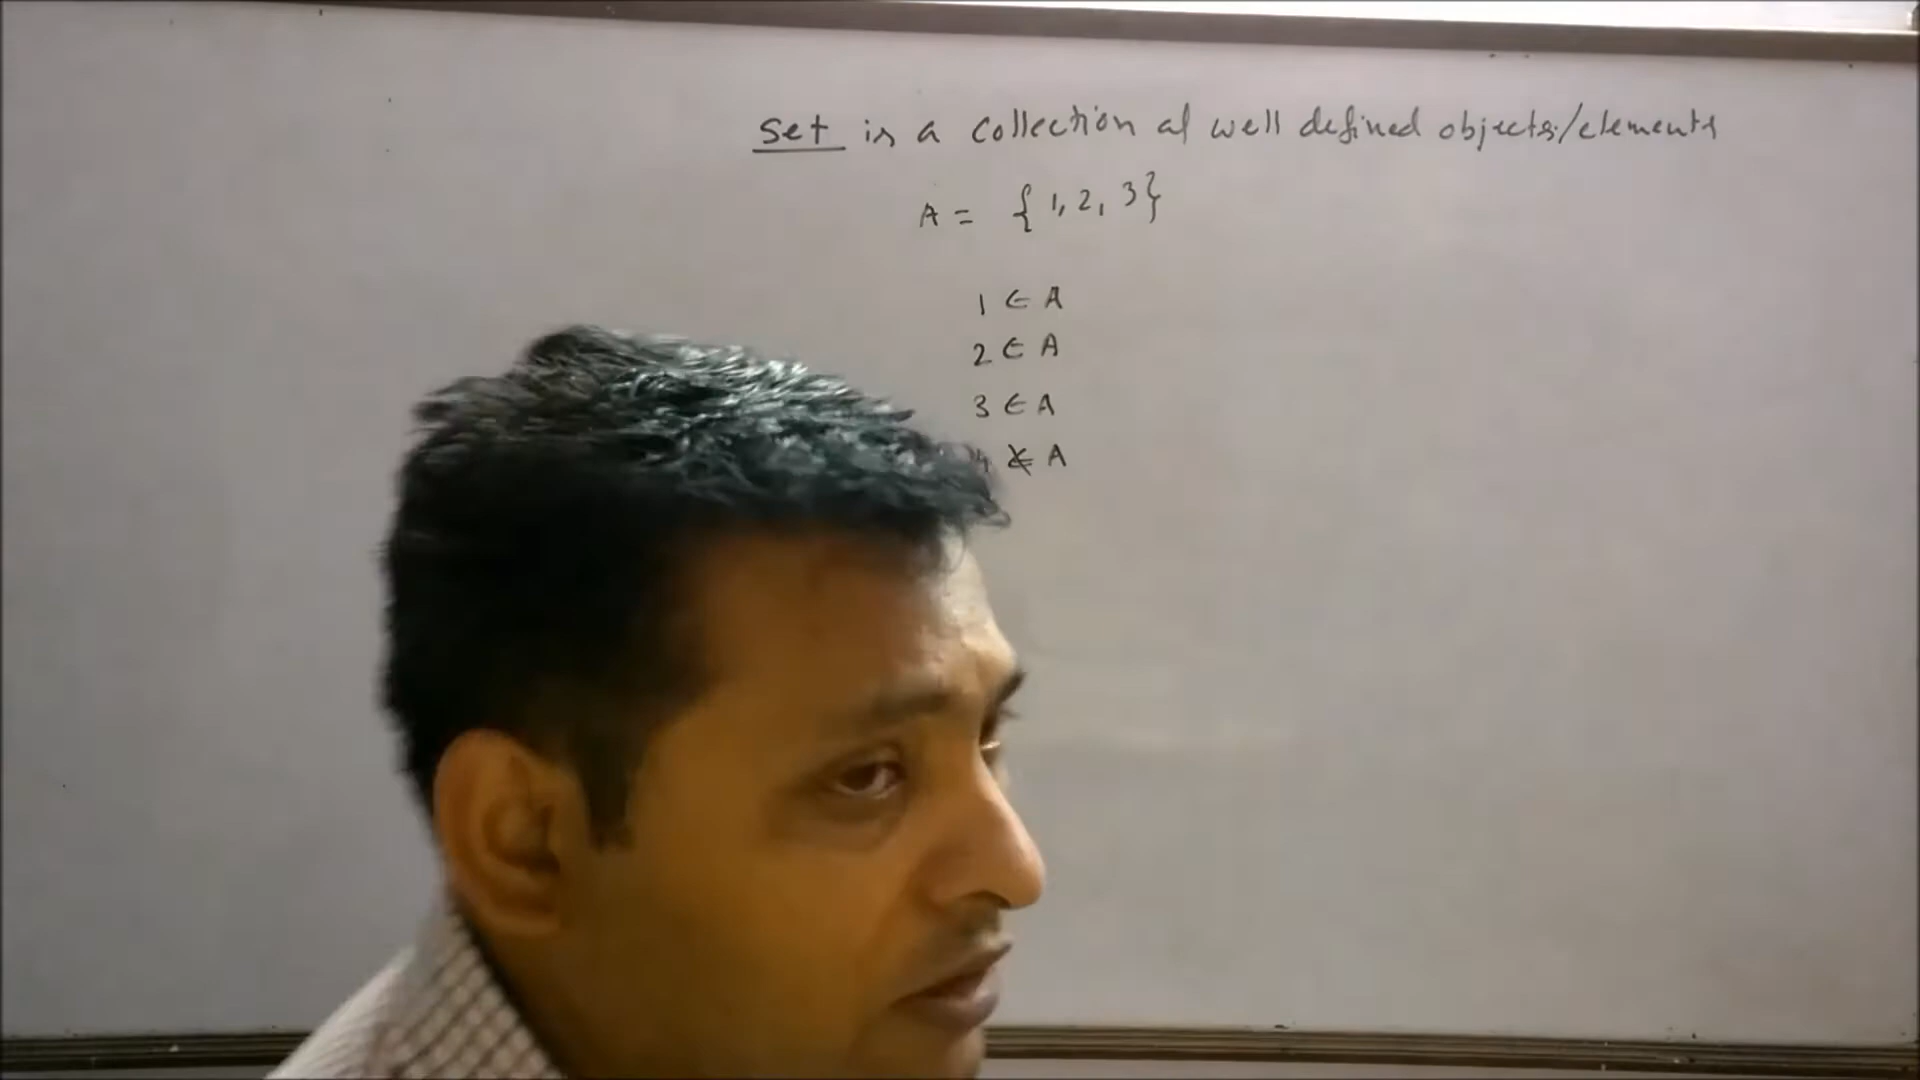 Set is a collection of well defined objects/elements
A = {1, 2, 3}
1 ∈ A
2 ∈ A
3 ∈ A
4 ∉ A